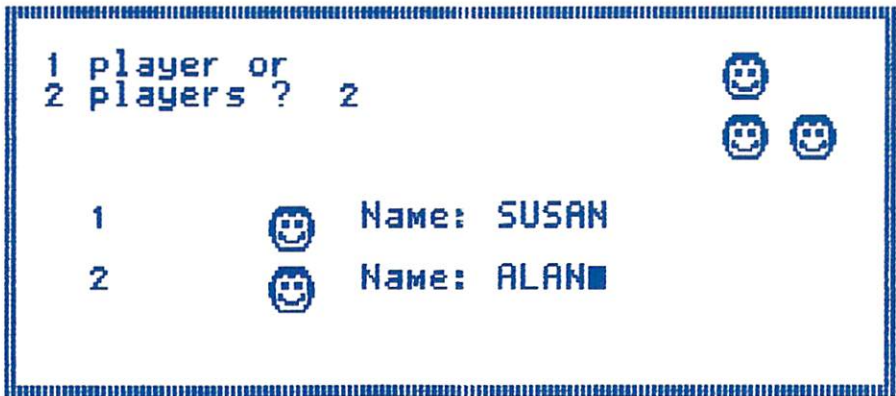 1 player or
2 players ? 2
1 Name: SUSAN
2 Name: ALAN